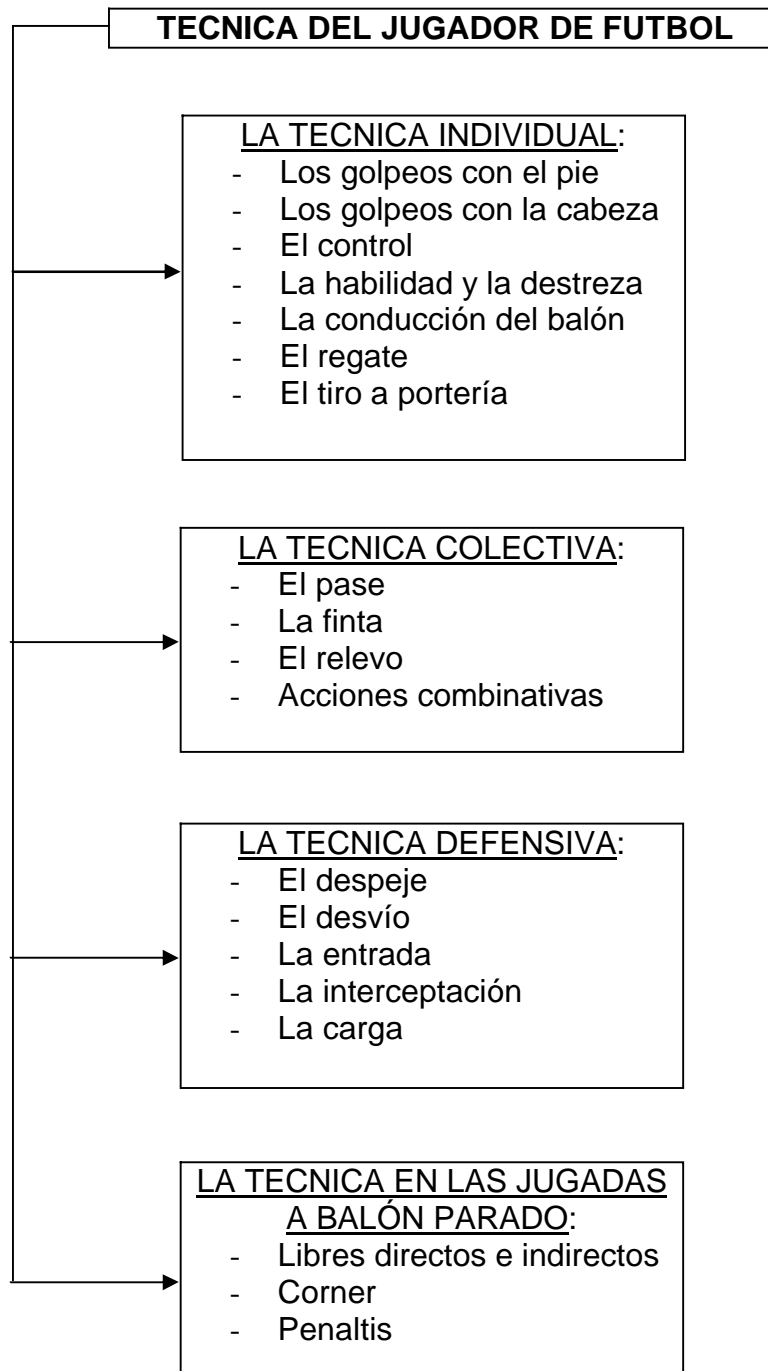 TECNICA DEL JUGADOR DE FUTBOL
LA TECNICA INDIVIDUAL:
- Los golpeos con el pie
- Los golpeos con la cabeza
- El control
- La habilidad y la destreza
- La conducción del balón
- El regate
- El tiro a portería
LA TECNICA COLECTIVA:
- El pase
- La finta
- El relevo
- Acciones combinativas
LA TECNICA DEFENSIVA:
- El despeje
- El desvío
- La entrada
- La interceptación
- La carga
LA TECNICA EN LAS JUGADAS
A BALÓN PARADO:
- Libres directos e indirectos
- Corner
- Penaltis